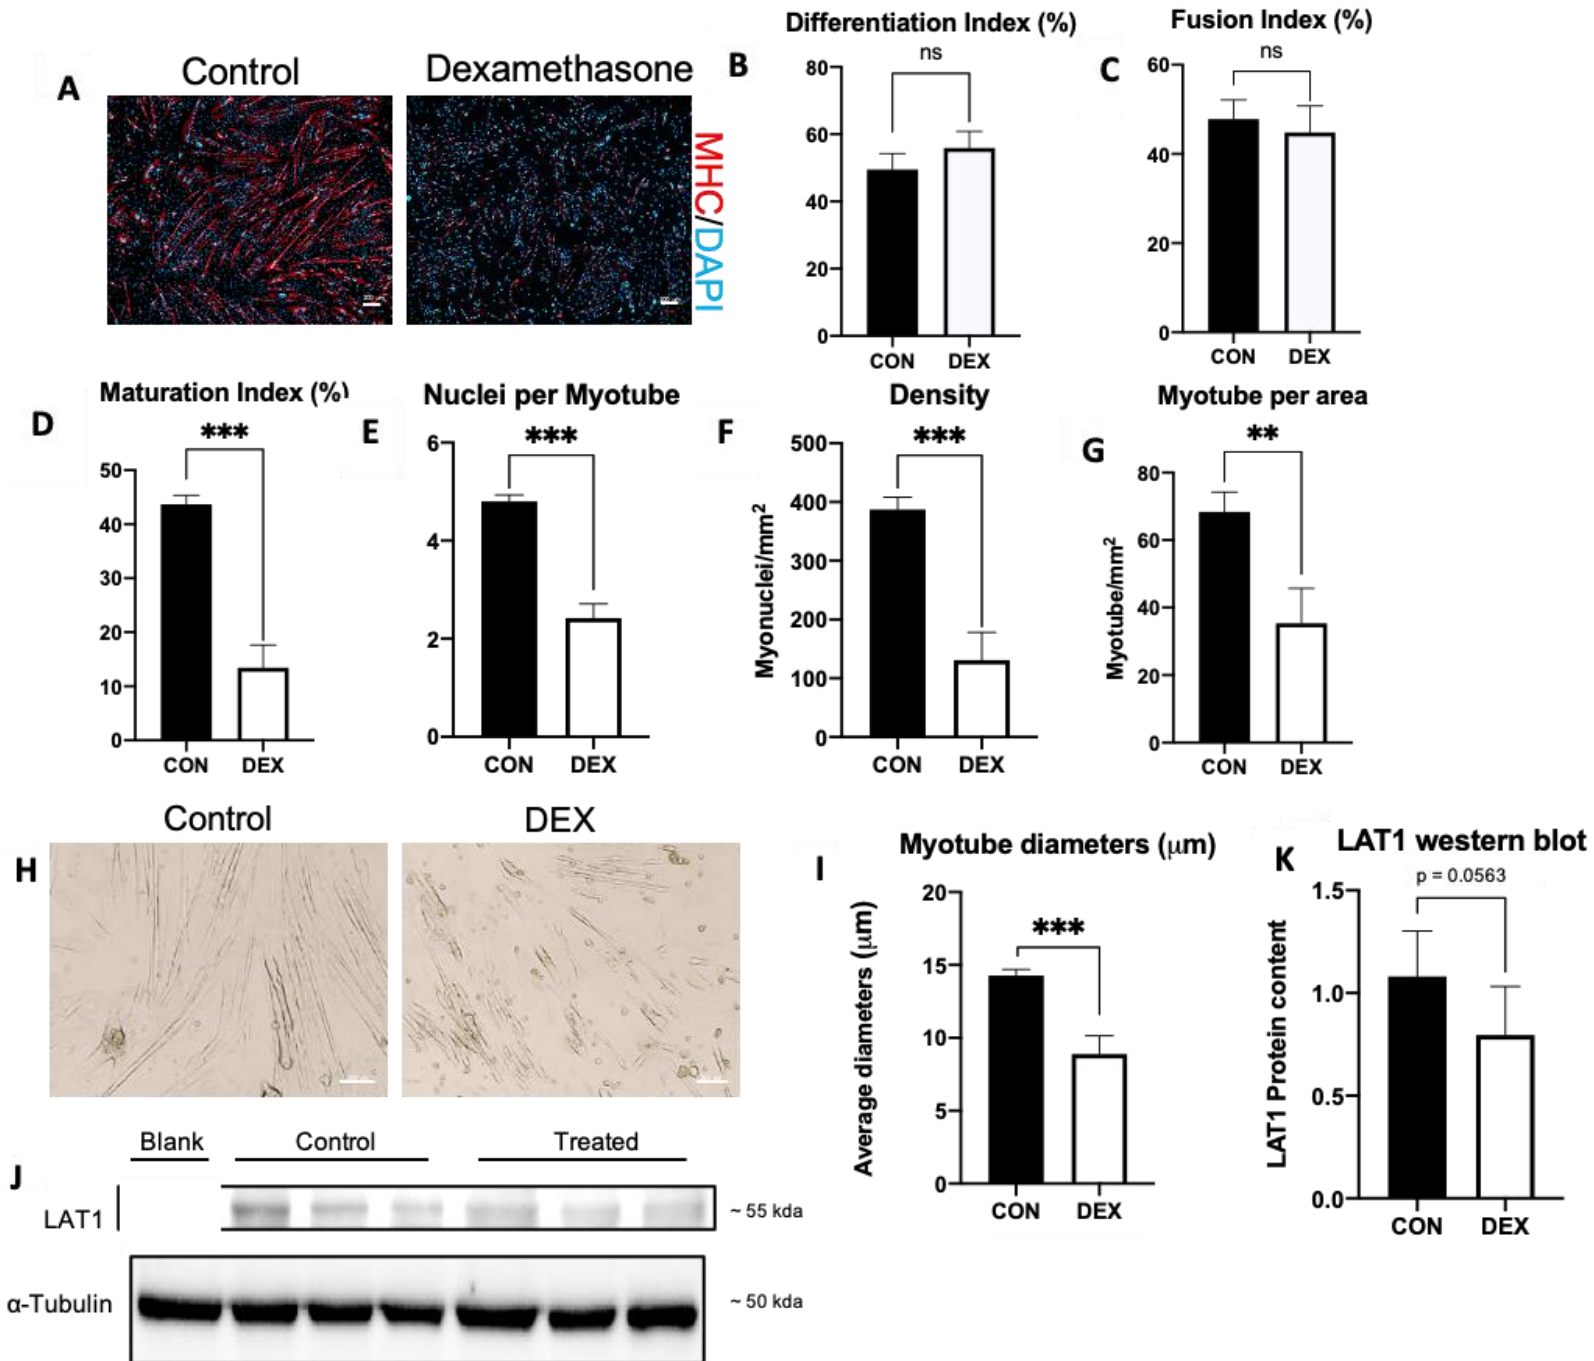 A
Control
Dexamethasone
MHC/DAPI
B
Differentiation Index (%)
ns
80
60
40
20
0
CON
DEX
C
Fusion Index (%)
ns
60
40
20
0
CON
DEX
D
Maturation Index (%)
***
50
40
30
20
10
0
CON
DEX
E
Nuclei per Myotube
***
6
4
2
0
CON
DEX
F
Density
***
Myonuclei/mm²
500
400
300
200
100
0
CON
DEX
G
Myotube per area
**
Myotube/mm²
80
60
40
20
0
CON
DEX
H
Control
DEX
I
Myotube diameters (μm)
***
Average diameters (μm)
20
15
10
5
0
CON
DEX
J
Blank
Control
Treated
LAT1
~ 55 kda
α-Tubulin
~ 50 kda
K
LAT1 western blot
p = 0.0563
LAT1 Protein content
1.5
1.0
0.5
0.0
CON
DEX